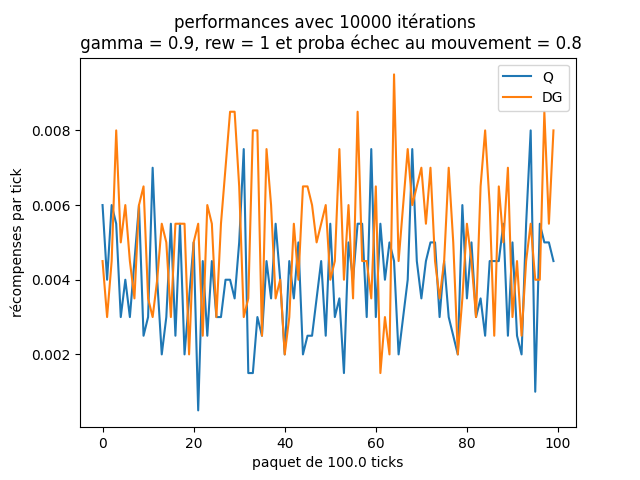 performances avec 10000 itérations
gamma = 0.9, rew = 1 et proba échec au mouvement = 0.8
Q
DG
0.008
0.006
0.004
0.002
récompenses par tick
0
20
40
60
80
100
paquet de 100.0 ticks